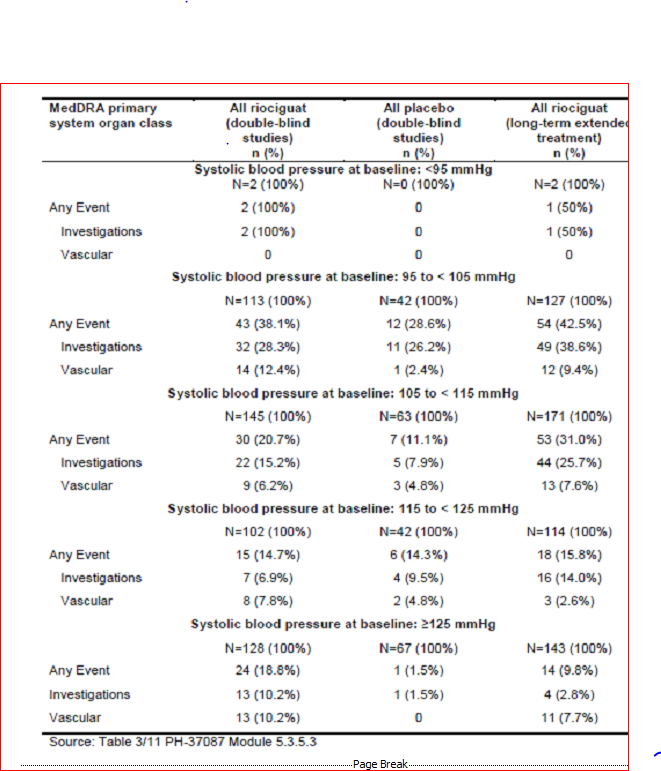 MedDRA primary All riociguat All placebo All riociguat
system organ class (double-blind (double-blind (long-term extended
studies) studies) treatment)
n (%) n (%) n (%)
Systolic blood pressure at baseline: <95 mmHg
N=2 (100%) N=0 (100%) N=2 (100%)
Any Event 2 (100%) 0 1 (50%)
Investigations 2 (100%) 0 1 (50%)
Vascular 0 0 0
Systolic blood pressure at baseline: 95 to < 105 mmHg
N=113 (100%) N=42 (100%) N=127 (100%)
Any Event 43 (38.1%) 12 (28.6%) 54 (42.5%)
Investigations 32 (28.3%) 11 (26.2%) 49 (38.6%)
Vascular 14 (12.4%) 1 (2.4%) 12 (9.4%)
Systolic blood pressure at baseline: 105 to < 115 mmHg
N=145 (100%) N=63 (100%) N=171 (100%)
Any Event 30 (20.7%) 7 (11.1%) 53 (31.0%)
Investigations 22 (15.2%) 5 (7.9%) 44 (25.7%)
Vascular 9 (6.2%) 3 (4.8%) 13 (7.6%)
Systolic blood pressure at baseline: 115 to < 125 mmHg
N=102 (100%) N=42 (100%) N=114 (100%)
Any Event 15 (14.7%) 6 (14.3%) 18 (15.8%)
Investigations 7 (6.9%) 4 (9.5%) 16 (14.0%)
Vascular 8 (7.8%) 2 (4.8%) 3 (2.6%)
Systolic blood pressure at baseline: ≥125 mmHg
N=128 (100%) N=67 (100%) N=143 (100%)
Any Event 24 (18.8%) 1 (1.5%) 14 (9.8%)
Investigations 13 (10.2%) 1 (1.5%) 4 (2.8%)
Vascular 13 (10.2%) 0 11 (7.7%)
Source: Table 3/11 PH-37087 Module 5.3.5.3
Page Break